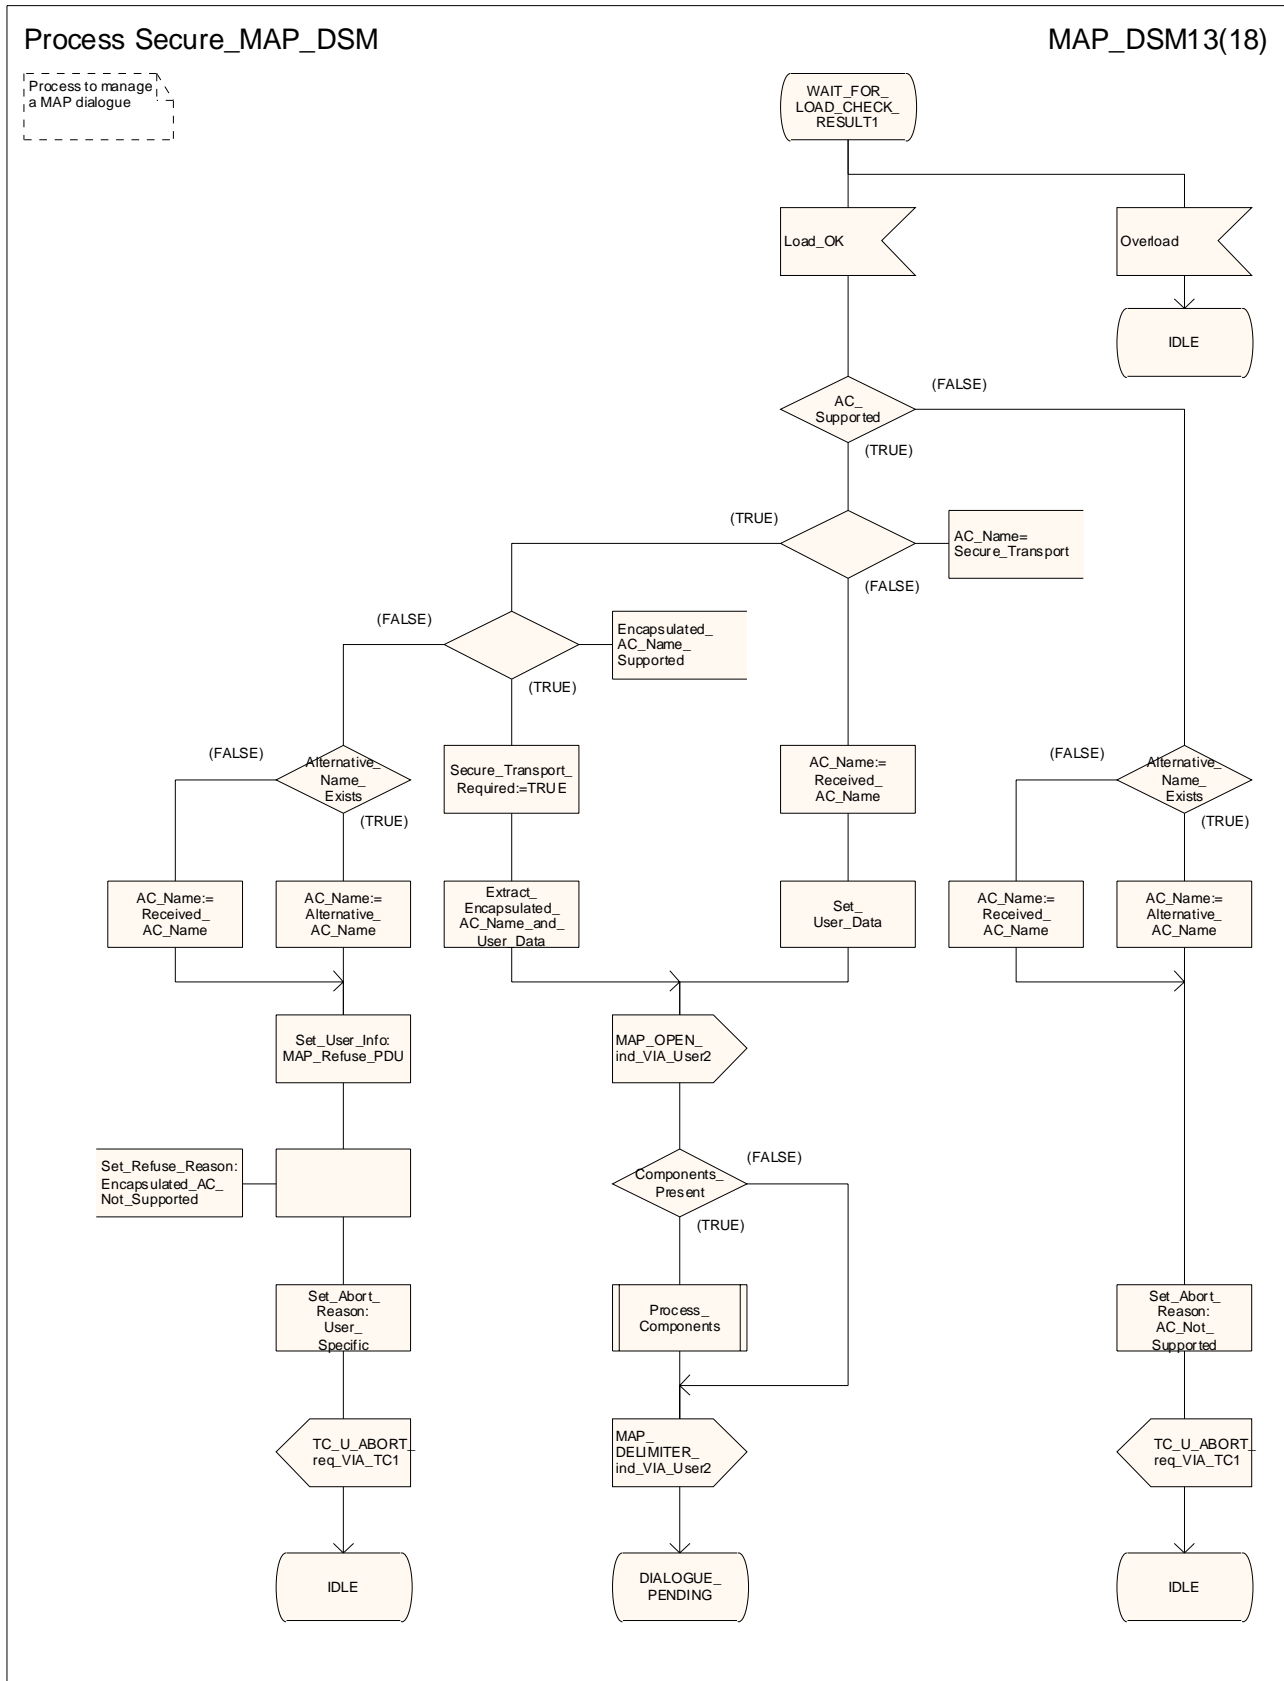 Process Secure_MAP_DSM
MAP_DSM13(18)
Process to manage
a MAP dialogue
WAIT_FOR_
LOAD_CHECK_
RESULT1
Load_OK
Overload
IDLE
(FALSE)
AC_
Supported
(TRUE)
(TRUE)
AC_Name=
Secure_Transport
(FALSE)
(FALSE)
Encapsulated_
AC_Name_
Supported
(TRUE)
(FALSE)
Alternative_
Name_
Exists
(TRUE)
Secure_Transport_
Required:=TRUE
AC_Name:=
Received_
AC_Name
(FALSE)
Alternative_
Name_
Exists
(TRUE)
AC_Name:=
Received_
AC_Name
AC_Name:=
Alternative_
AC_Name
Extract_
Encapsulated_
AC_Name_and_
User_Data
Set_
User_Data
AC_Name:=
Received_
AC_Name
AC_Name:=
Alternative_
AC_Name
Set_User_Info:
MAP_Refuse_PDU
MAP_OPEN_
ind_VIA_User2
Set_Refuse_Reason:
Encapsulated_AC_
Not_Supported
Components_
Present
(FALSE)
(TRUE)
Set_Abort_
Reason:
User_
Specific
Process_
Components
Set_Abort_
Reason:
AC_Not_
Supported
TC_U_ABORT_
req_VIA_TC1
MAP_
DELIMITER_
ind_VIA_User2
TC_U_ABORT_
req_VIA_TC1
IDLE
DIALOGUE_
PENDING
IDLE